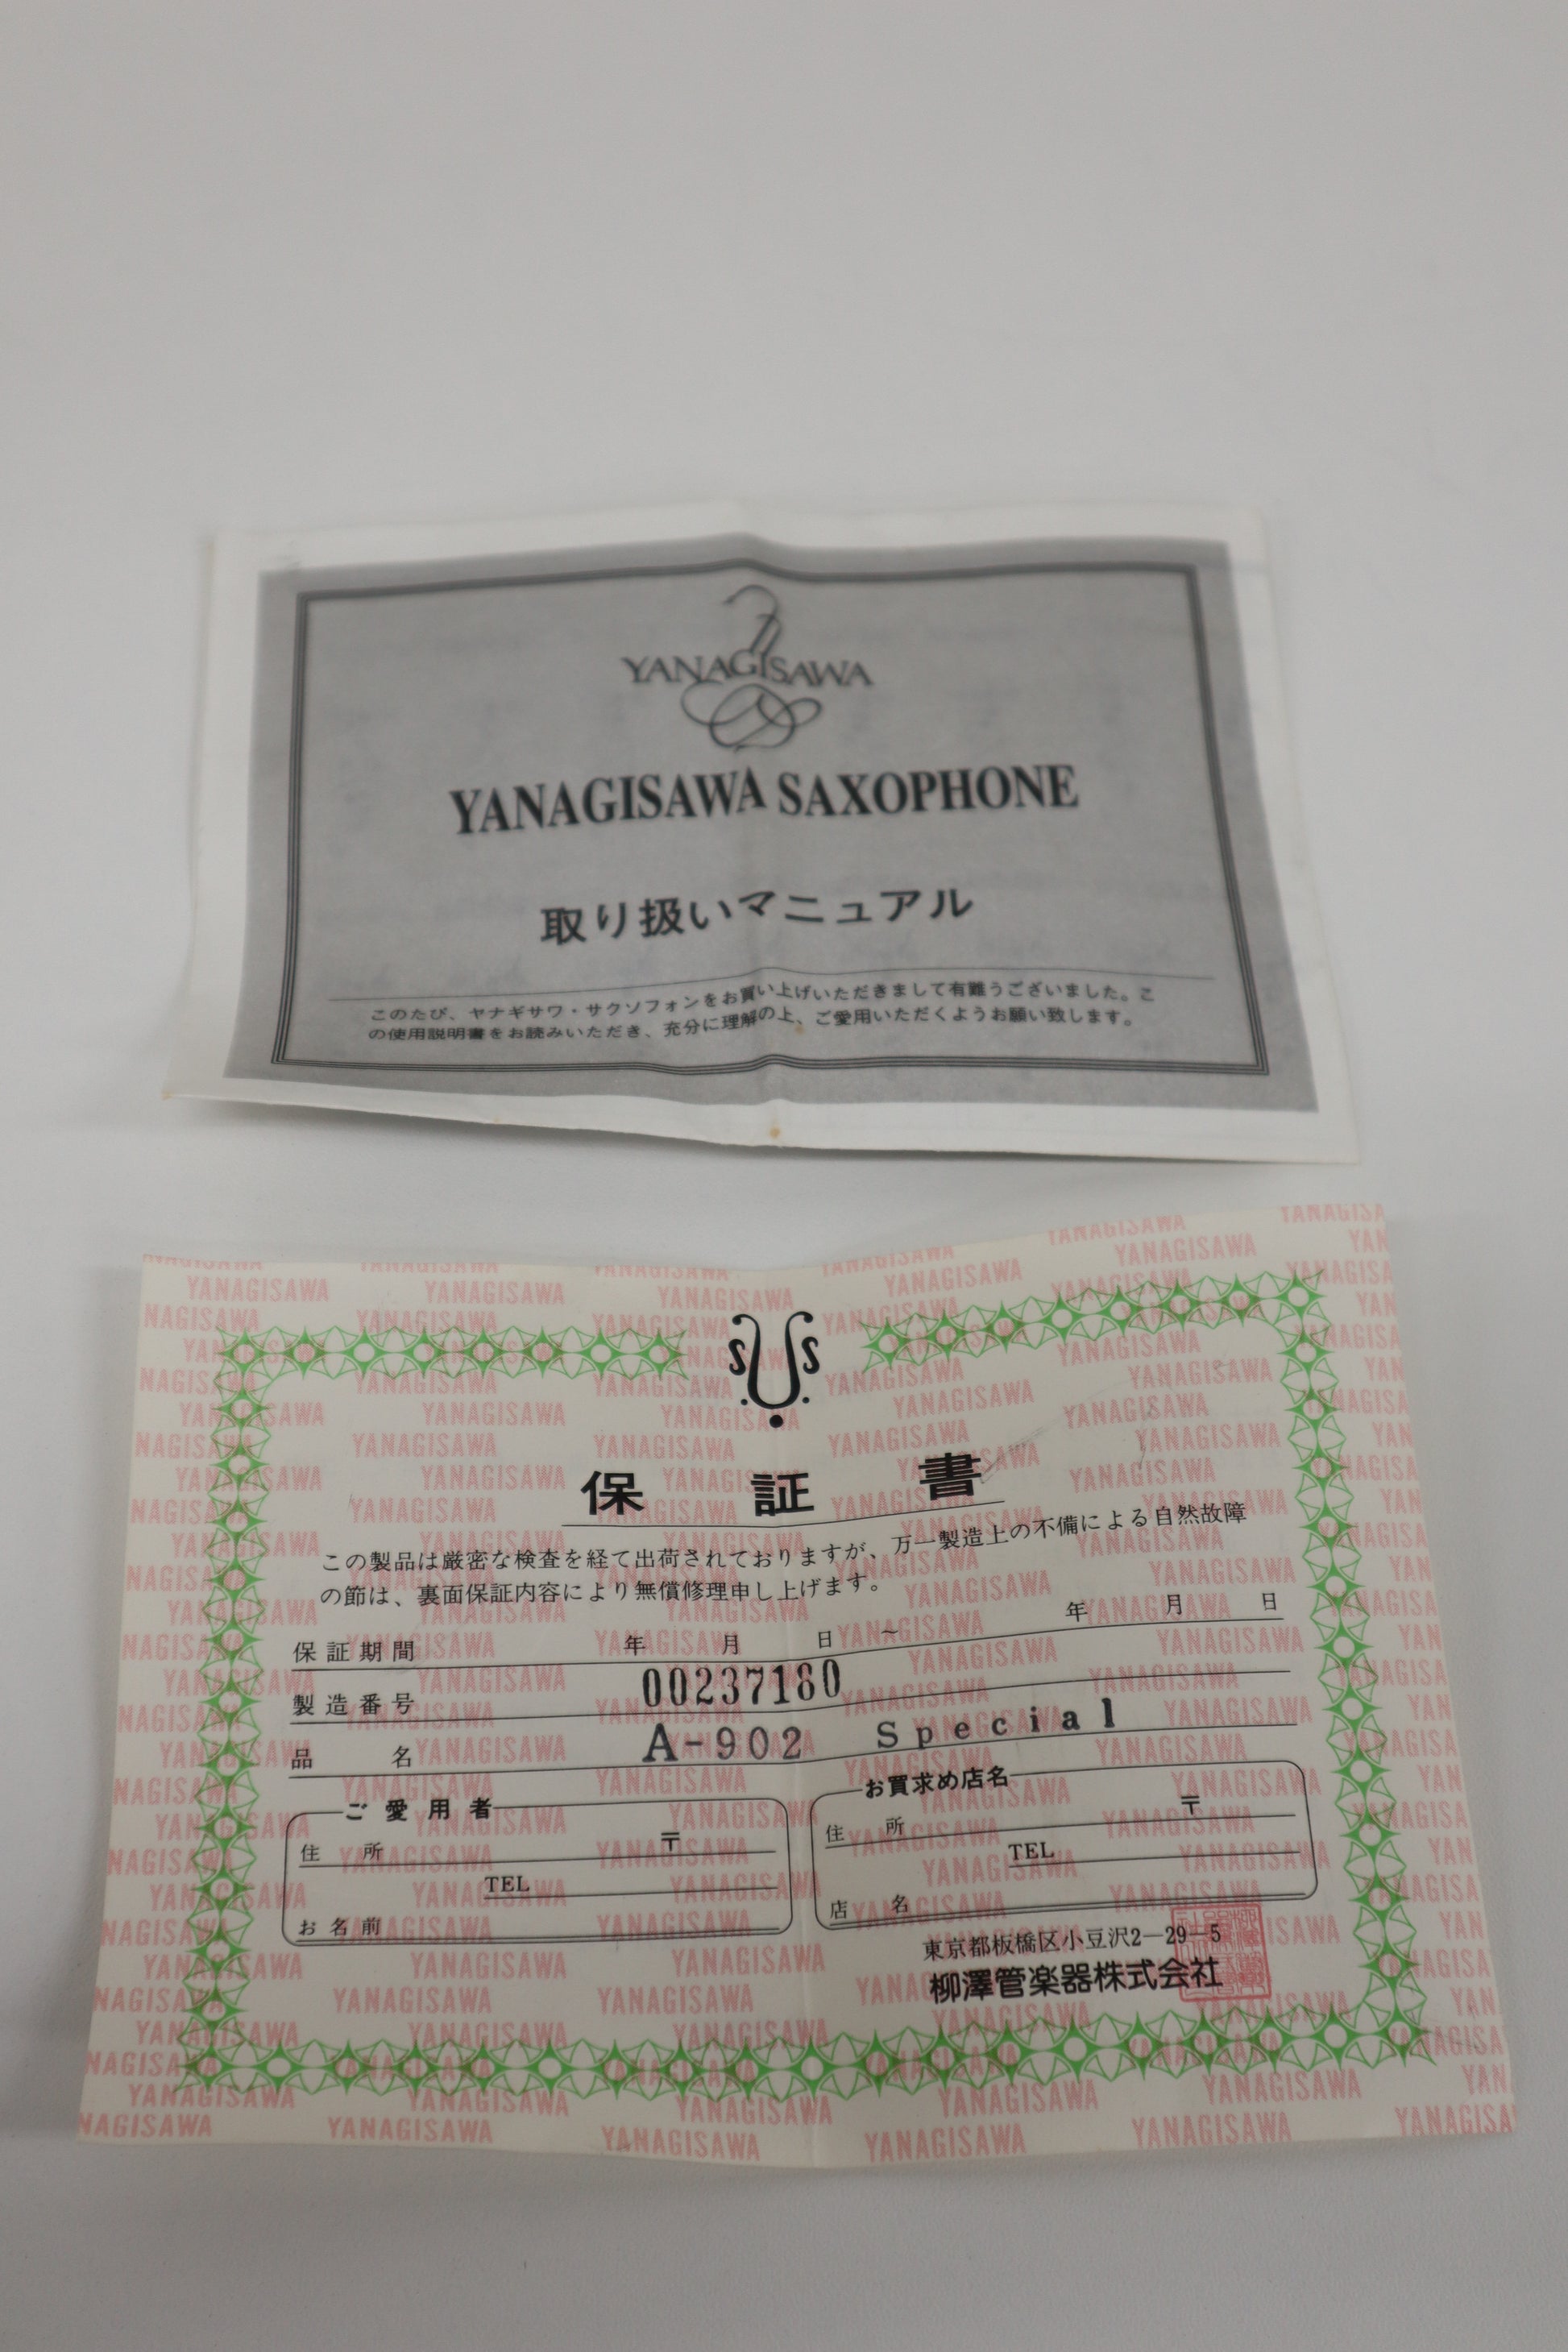 YANAGISAWA
YANAGISAWA SAXOPHONE
取り扱いマニュアル
このたび、ヤナギサワ・サクソフォンをお買い上げいただきまして有難うございました。こ
の使用説明書をお読みいただき、充分に理解の上、ご愛用いただくようお願い致します。
S S
保証書
この製品は厳密な検査を経て出荷されておりますが、万一製造上の不備による自然故障
の節は、裏面保証内容により無償修理申し上げます。
保証期間 年 月 日 ～ 年 月 日
製造番号 00237180
品名 A-902 Special
ご愛用者
住所 〒
TEL
お名前
お買求め店名
住所 〒
TEL
店名
東京都板橋区小豆沢2－29－5
柳澤管楽器株式会社